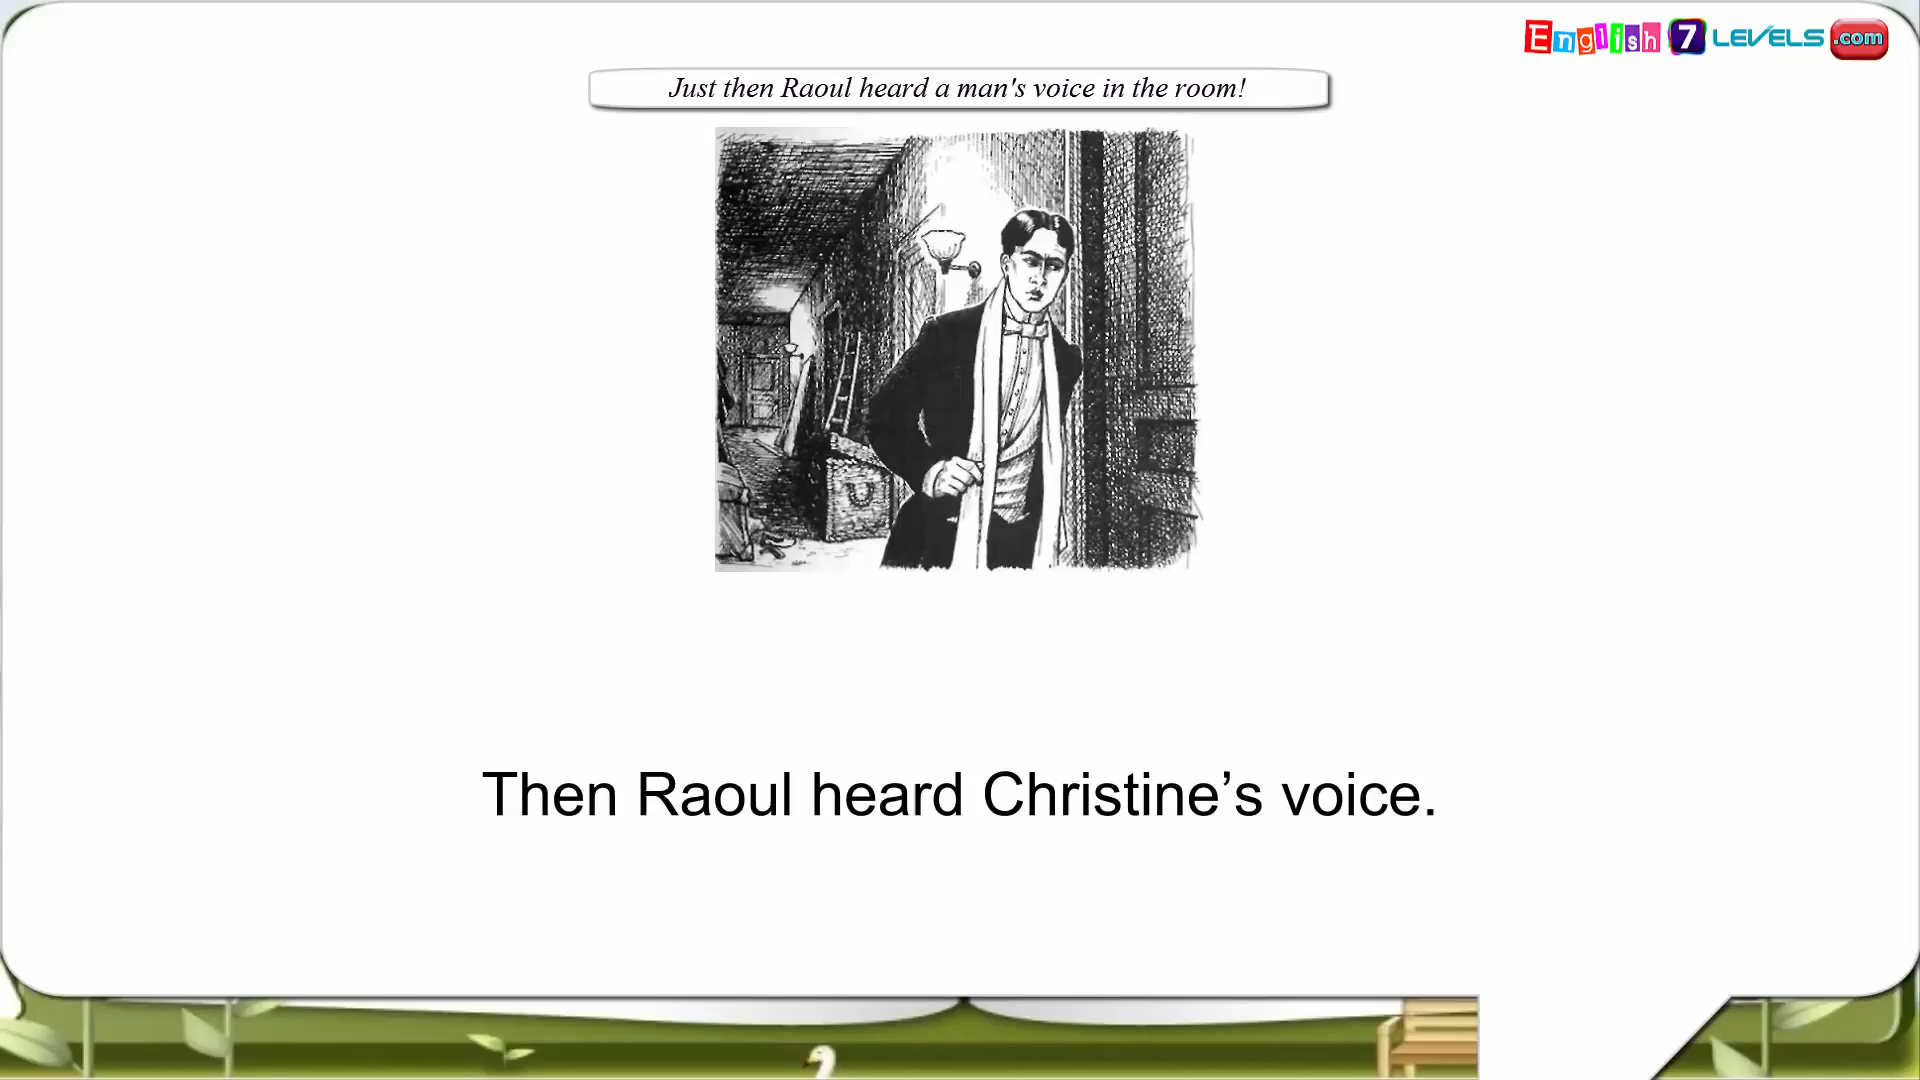 English 7 LEVELS .com
Just then Raoul heard a man's voice in the room!
Then Raoul heard Christine’s voice.